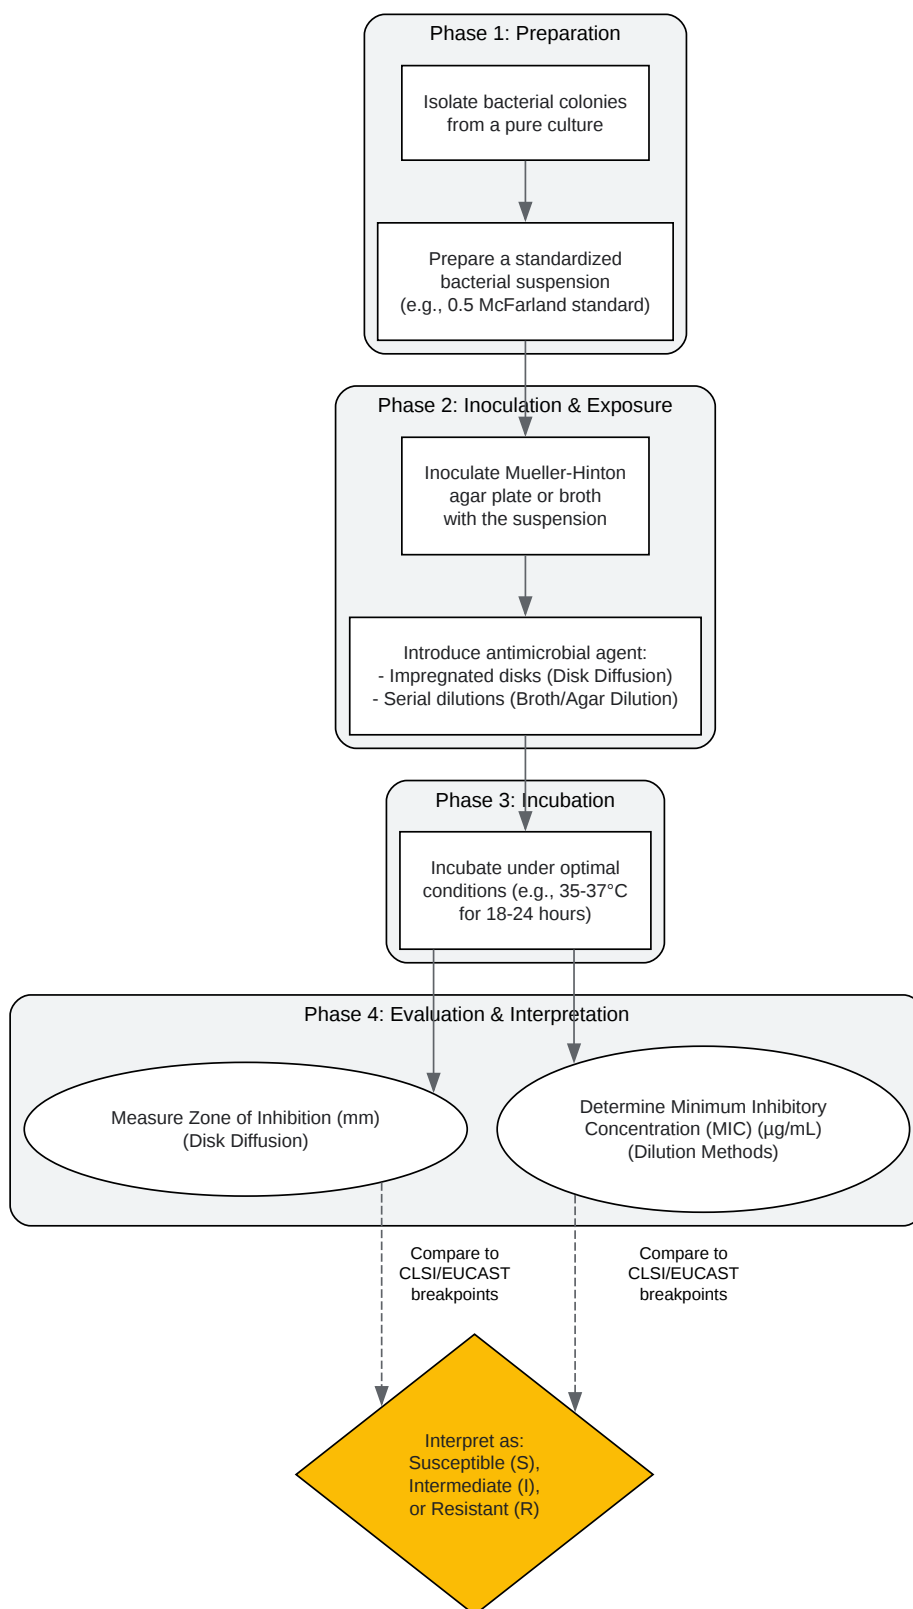 Phase 1: Preparation
Isolate bacterial colonies
from a pure culture
Prepare a standardized
bacterial suspension
(e.g., 0.5 McFarland standard)
Phase 2: Inoculation & Exposure
Inoculate Mueller-Hinton
agar plate or broth
with the suspension
Introduce antimicrobial agent:
- Impregnated disks (Disk Diffusion)
- Serial dilutions (Broth/Agar Dilution)
Phase 3: Incubation
Incubate under optimal
conditions (e.g., 35-37°C
for 18-24 hours)
Phase 4: Evaluation & Interpretation
Measure Zone of Inhibition (mm)
(Disk Diffusion)
Determine Minimum Inhibitory
Concentration (MIC) (µg/mL)
(Dilution Methods)
Compare to
CLSI/EUCAST
breakpoints
Compare to
CLSI/EUCAST
breakpoints
Interpret as:
Susceptible (S),
Intermediate (I),
or Resistant (R)